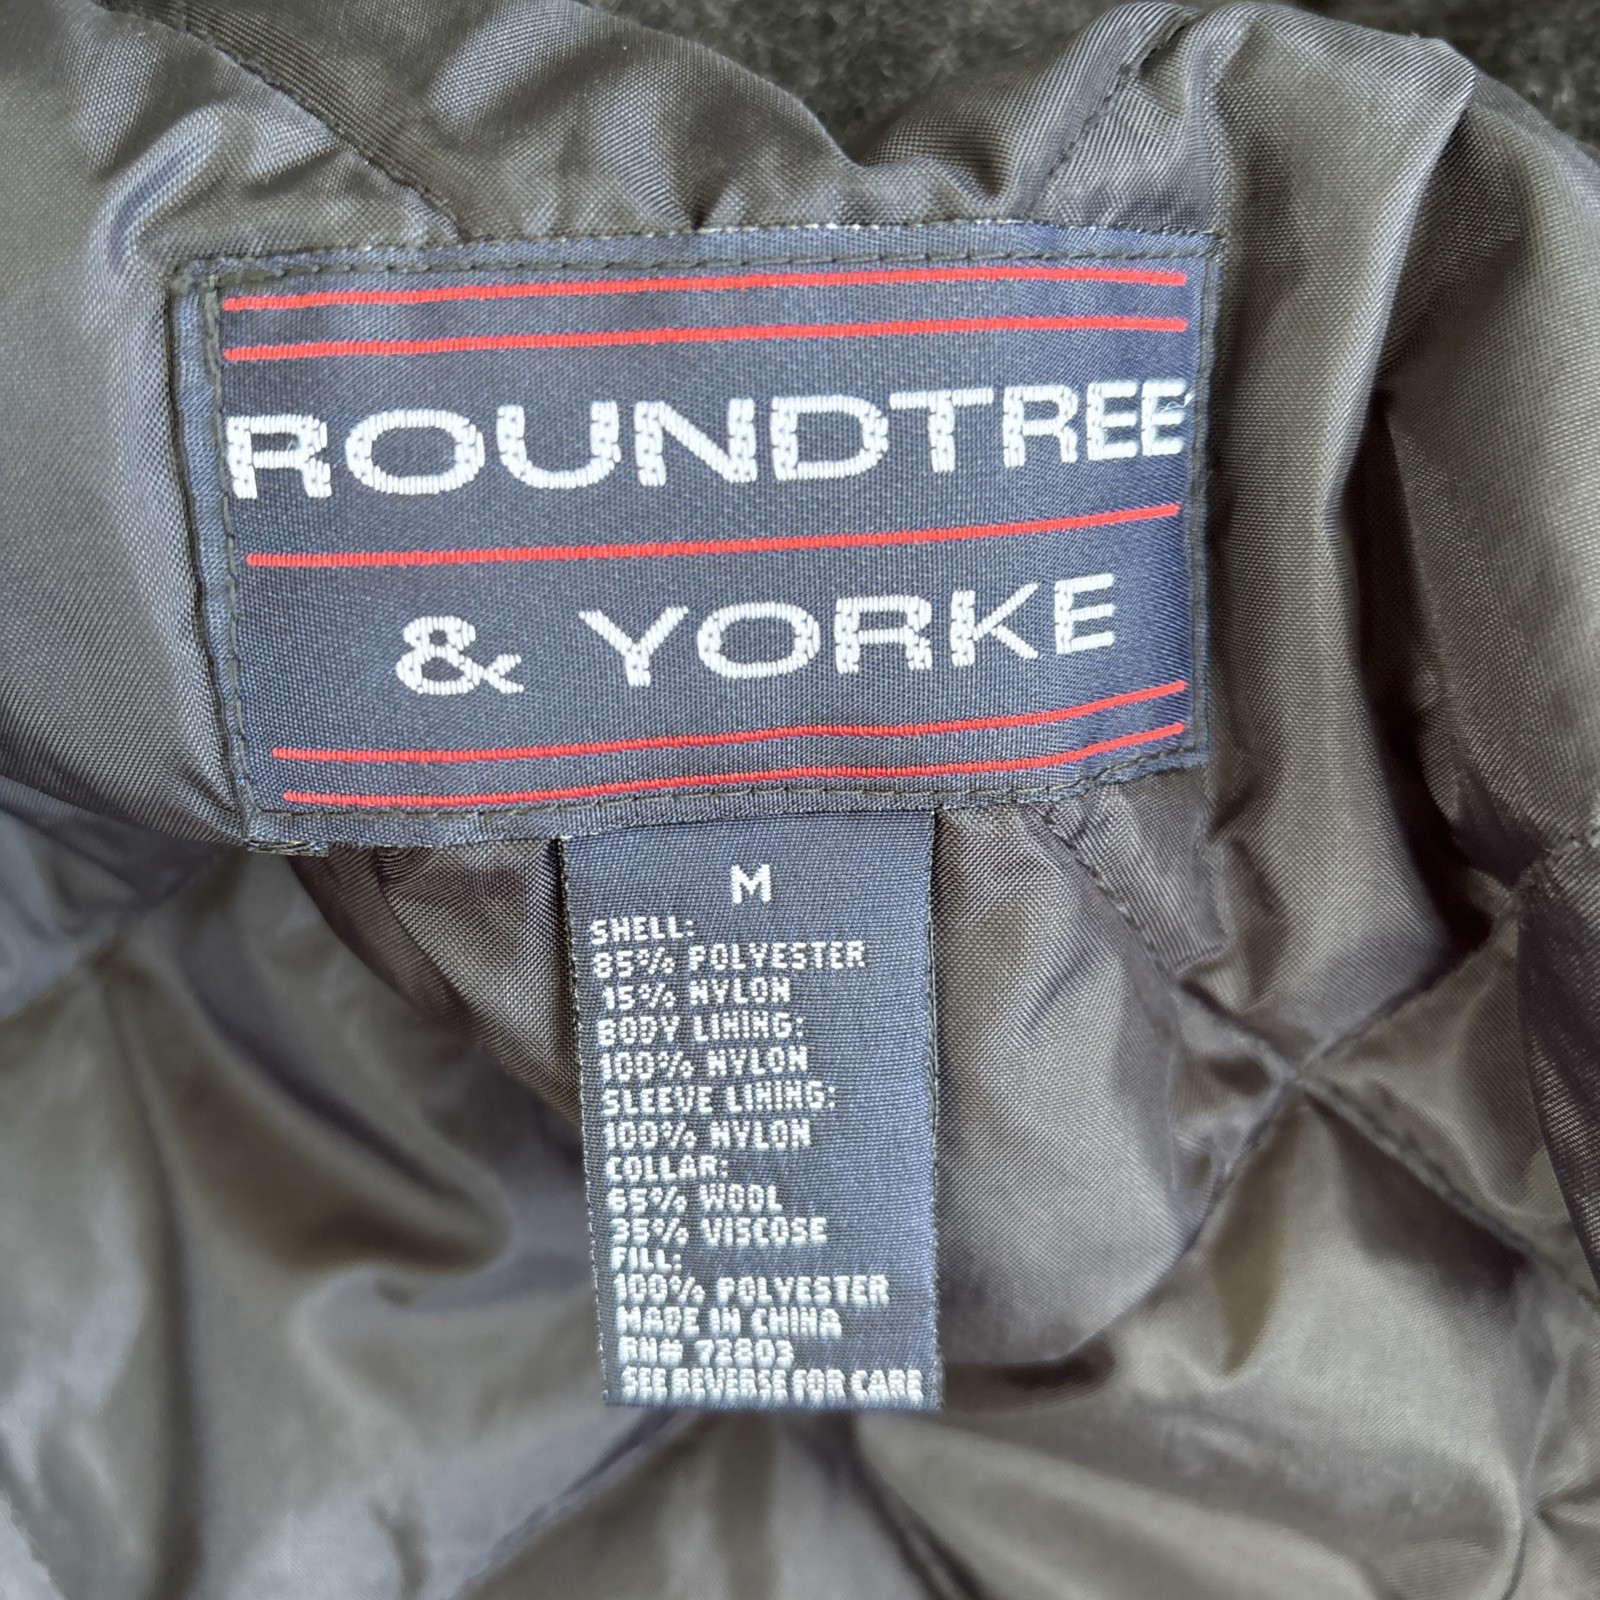 ROUNDTREE
& YORKE
M
SHELL:
85% POLYESTER
15% NYLON
BODY LINING:
100% NYLON
SLEEVE LINING:
100% NYLON
COLLAR:
65% WOOL
35% VISCOSE
FILL:
100% POLYESTER
MADE IN CHINA
RN# 72803
SEE REVERSE FOR CARE